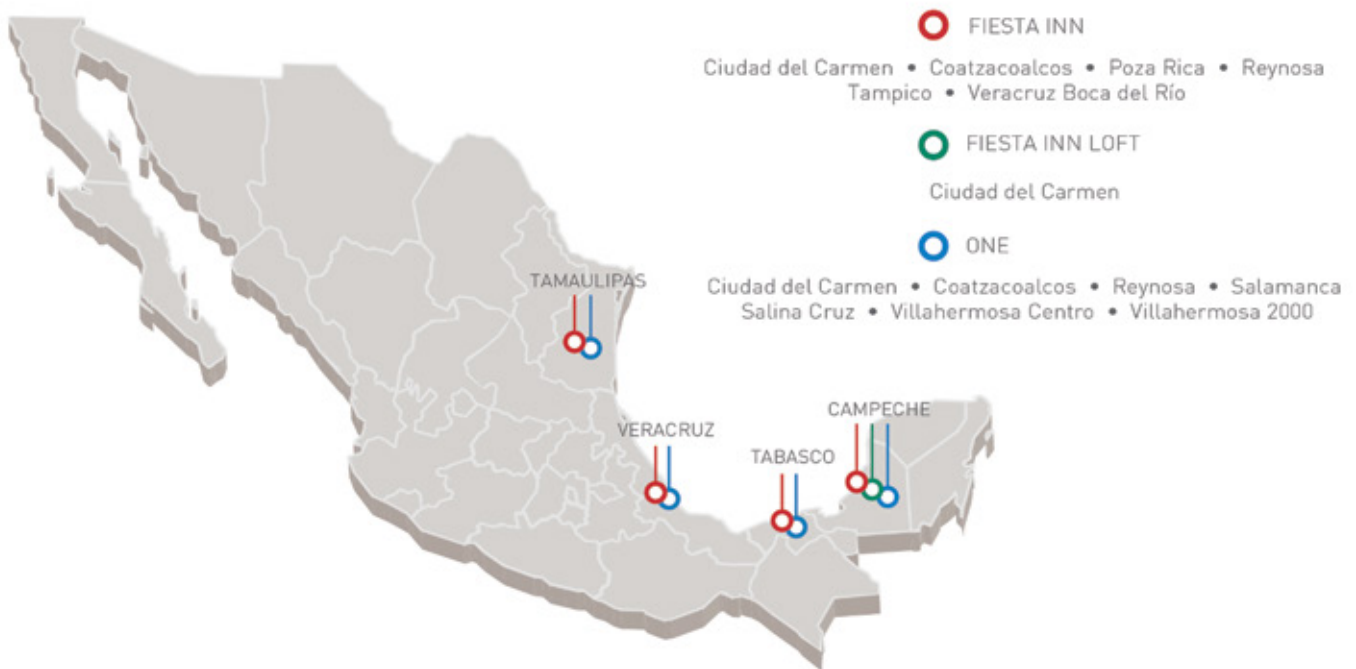 FIESTA INN
Ciudad del Carmen • Coatzacoalcos • Poza Rica • Reynosa
Tampico • Veracruz Boca del Río
FIESTA INN LOFT
Ciudad del Carmen
ONE
Ciudad del Carmen • Coatzacoalcos • Reynosa • Salamanca
Salina Cruz • Villahermosa Centro • Villahermosa 2000
TAMAULIPAS
VERACRUZ
TABASCO
CAMPECHE